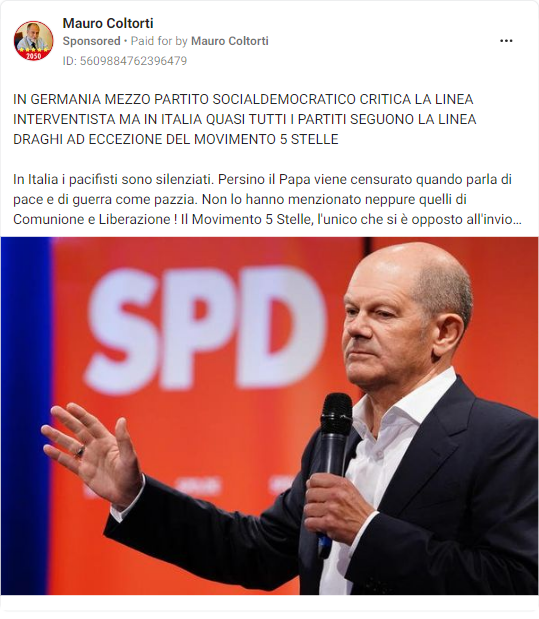 Mauro Coltorti
Sponsored • Paid for by Mauro Coltorti
ID: 5609884762396479
2050
IN GERMANIA MEZZO PARTITO SOCIALDEMOCRATICO CRITICA LA LINEA
INTERVENTISTA MA IN ITALIA QUASI TUTTI I PARTITI SEGUONO LA LINEA
DRAGHI AD ECCEZIONE DEL MOVIMENTO 5 STELLE
In Italia i pacifisti sono silenziati. Persino il Papa viene censurato quando parla di
pace e di guerra come pazzia. Non lo hanno menzionato neppure quelli di
Comunione e Liberazione ! Il Movimento 5 Stelle, l'unico che si è opposto all'invio...
SPD